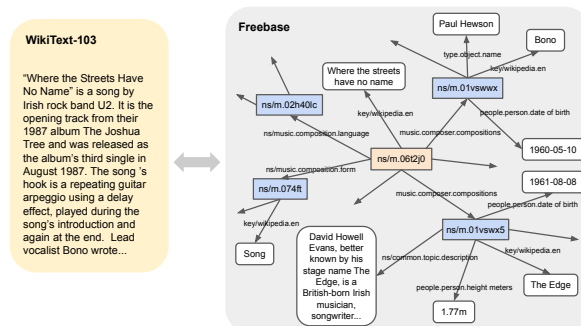 WikiText-103
“Where the Streets Have
No Name” is a song by
Irish rock band U2. It is the
opening track from their
1987 album The Joshua
Tree and was released as
the album’s third single in
August 1987. The song ’s
hook is a repeating guitar
arpeggio using a delay
effect, played during the
song’s introduction and
again at the end. Lead
vocalist Bono wrote...
Freebase
Paul Hewson
Bono
type.object.name
key/wikipedia.en
Where the streets
have no name
ns/m.01vswwx
ns/m.02h40lc
key/wikipedia.en
people.person.date of birth
ns/music.composition.language
music.composer.compositions
1960-05-10
ns/m.06t2j0
ns/music.composition.form
1961-08-08
ns/m.074ft
music.composer.compositions
people.person.date of birth
key/wikipedia.en
ns/m.01vswx5
Song
David Howell
Evans, better
known by his
stage name The
Edge, is a
British-born Irish
musician,
songwriter...
ns/common.topic.description
key/wikipedia.en
people.person.height meters
The Edge
1.77m